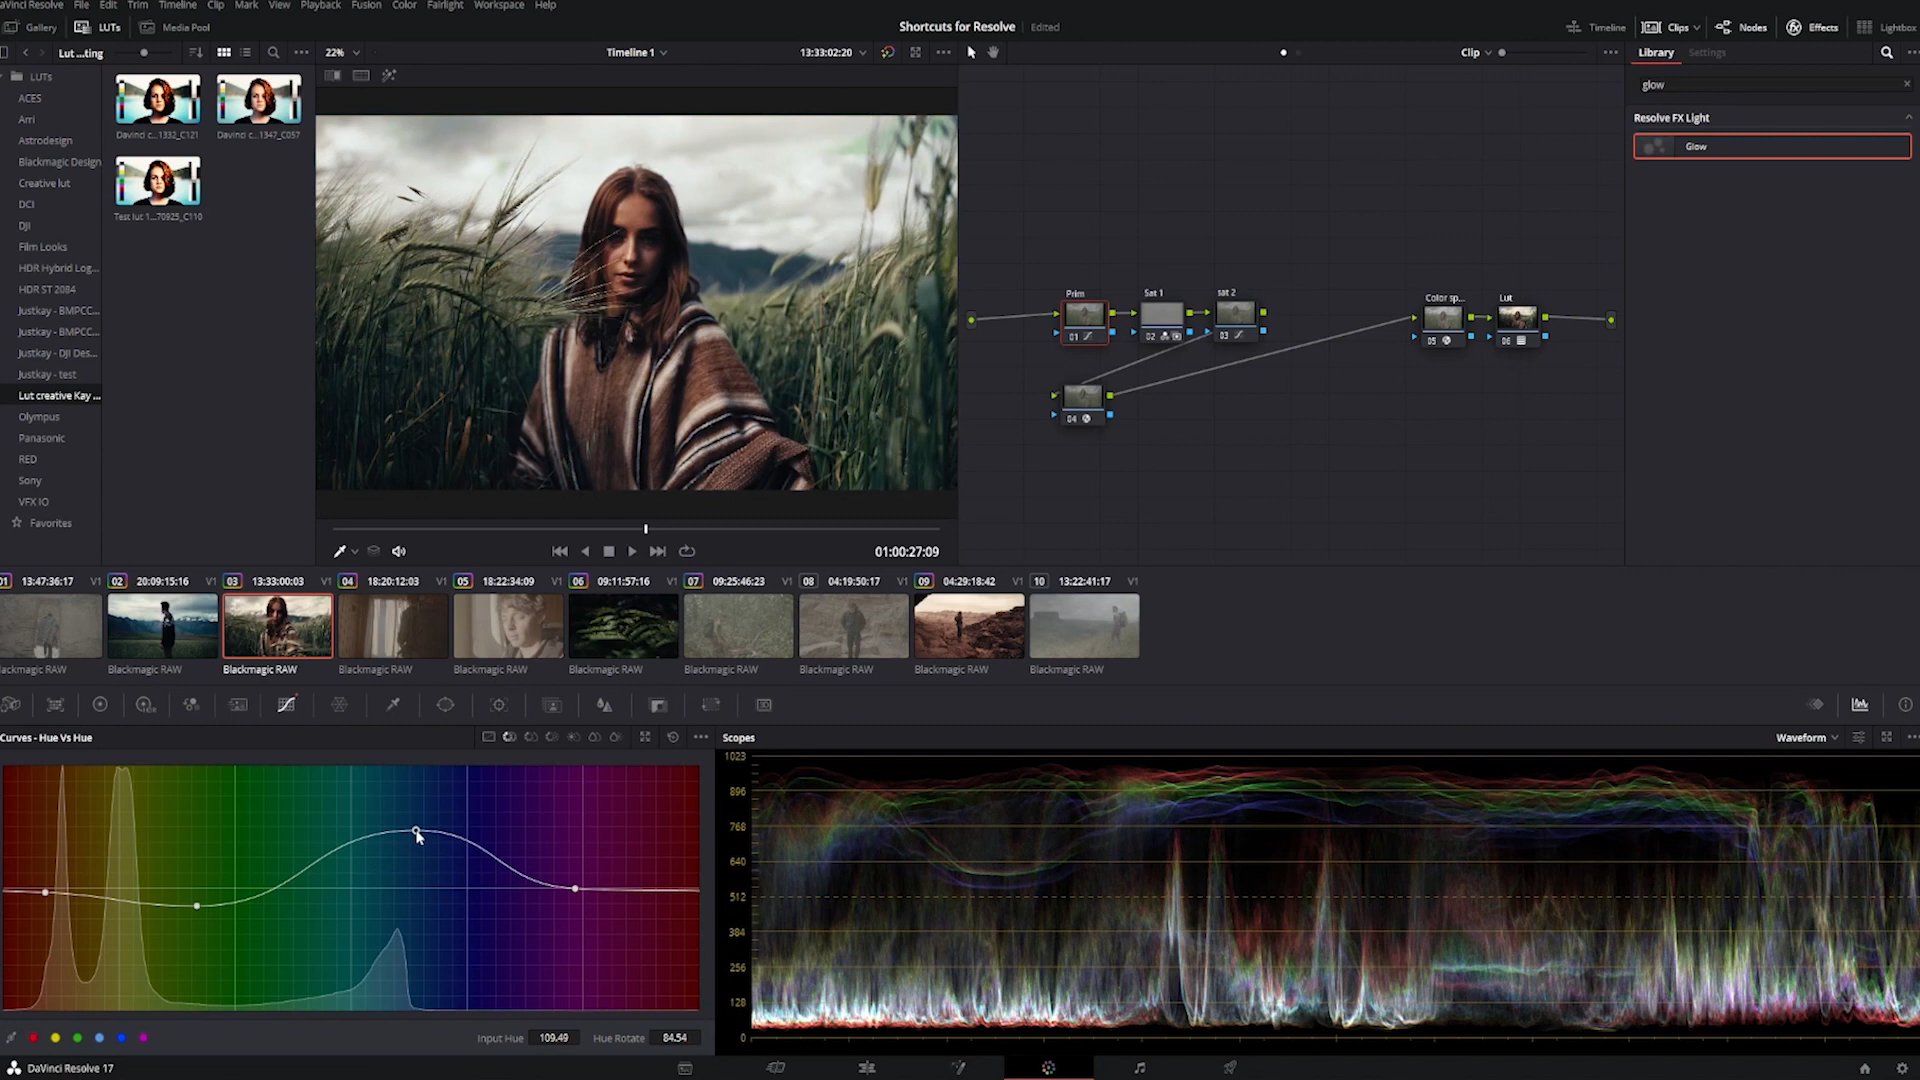 aVinci Resolve File Edit Trim Timeline Clip Mark View Playback Fusion Color Fairlight Workspace Help
Gallery LUTs Media Pool Shortcuts for Resolve Edited Timeline Clips Nodes Effects Lightbox
Lut ...ting 22% Timeline 1 13:33:02:20 Clip Library Settings
glow
Resolve FX Light
Glow
LUTs
ACES
Arri
Astrodesign
Blackmagic Design
Creative lut
DCI
DJI
Film Looks
HDR Hybrid Log...
HDR ST 2084
Justkay - BMPCC...
Justkay - BMPCC...
Justkay - DJI Des...
Justkay - test
Lut creative Kay ...
Olympus
Panasonic
RED
Sony
VFX IO
Favorites
Davinci c...1332_C121 Davinci c...1347_C057
Test lut 1...70925_C110
Prim Sat 1 sat 2 Color sp... Lut
01 02 03 05 06
04
01:00:27:09
01 13:47:36:17 V1 02 20:09:15:16 V1 03 13:33:00:03 V1 04 18:20:12:03 V1 05 18:22:34:09 V1 06 09:11:57:16 V1 07 09:25:46:23 V1 08 04:19:50:17 V1 09 04:29:18:42 V1 10 13:22:41:17 V1
lackmagic RAW Blackmagic RAW Blackmagic RAW Blackmagic RAW Blackmagic RAW Blackmagic RAW Blackmagic RAW Blackmagic RAW Blackmagic RAW Blackmagic RAW
Curves - Hue Vs Hue Scopes Waveform
1023
896
768
640
512
384
256
128
0
Input Hue 109.49 Hue Rotate 84.54
DaVinci Resolve 17